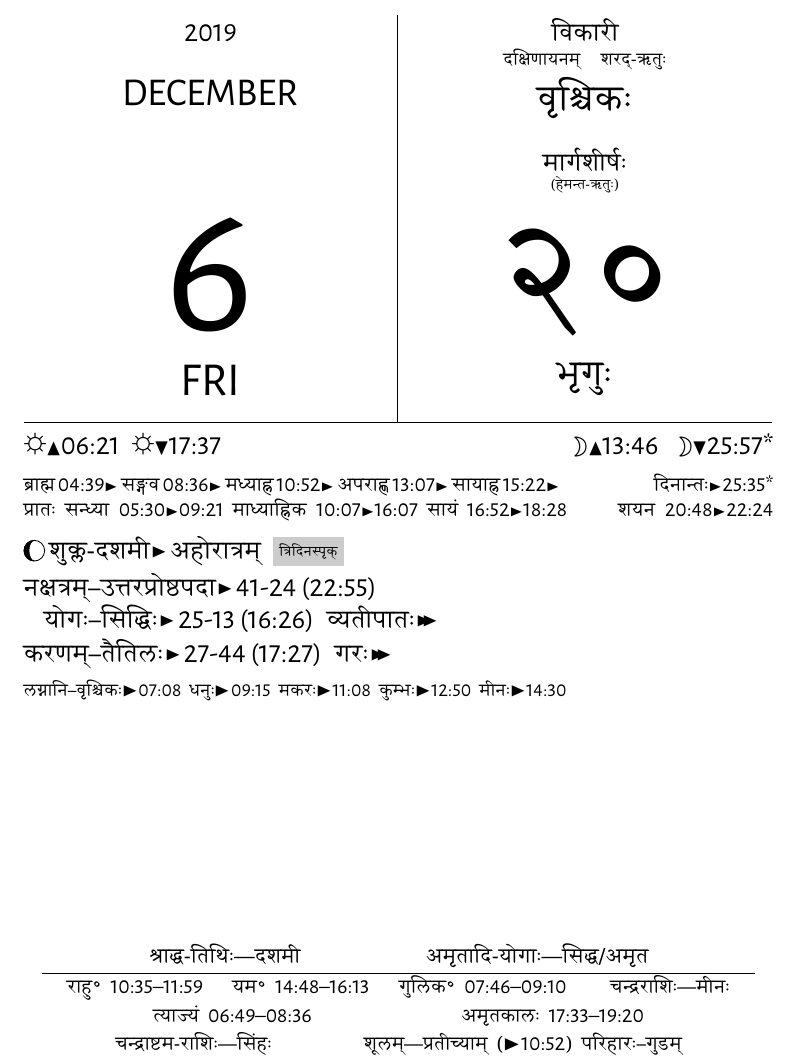 2019
DECEMBER
6
FRI
विकारी
दक्षिणायनम् शरद्-ऋतुः
वृश्चिकः
मार्गशीर्षः
(हेमन्त-ऋतुः)
२०
भृगुः
☼▲06:21 ☼▼17:37 ☽▲13:46 ☽▼25:57*
ब्राह्म 04:39► सङ्गव 08:36► मध्याह्न 10:52► अपराह्ण 13:07► सायाह्न 15:22► दिनान्तः►25:35*
प्रातः सन्ध्या 05:30►09:21 माध्याह्निक 10:07►16:07 सायं 16:52►18:28 शयन 20:48►22:24
शुक्ल-दशमी► अहोरात्रम् त्रिदिनस्पृक्
नक्षत्रम्–उत्तरप्रोष्ठपदा► 41-24 (22:55)
योगः–सिद्धिः► 25-13 (16:26) व्यतीपातः►►
करणम्–तैतिलः► 27-44 (17:27) गरः►►
लग्नानि–वृश्चिकः►07:08 धनुः►09:15 मकरः►11:08 कुम्भः►12:50 मीनः►14:30
श्राद्ध-तिथिः—दशमी अमृतादि-योगाः—सिद्ध/अमृत
राहु° 10:35–11:59 यम° 14:48–16:13 गुलिक° 07:46–09:10 चन्द्रराशिः—मीनः
त्याज्यं 06:49–08:36 अमृतकालः 17:33–19:20
चन्द्राष्टम-राशिः—सिंहः शूलम्—प्रतीच्याम् (►10:52) परिहारः–गुडम्